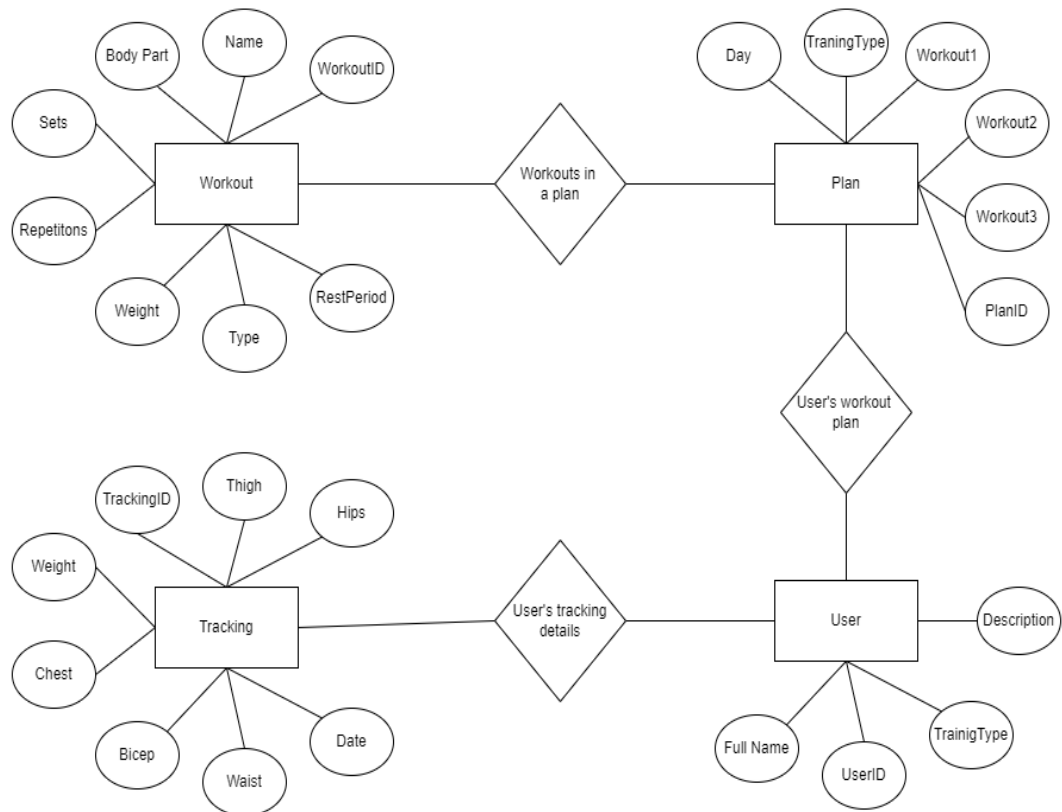 Name
Body Part
WorkoutID
Sets
Workout
Repetitons
Weight
Type
RestPeriod
Workouts in
a plan
Day
TraningType
Workout1
Workout2
Plan
Workout3
PlanID
User's workout
plan
TrackingID
Thigh
Hips
Weight
Tracking
Chest
Bicep
Waist
Date
User's tracking
details
User
Description
Full Name
UserID
TrainigType